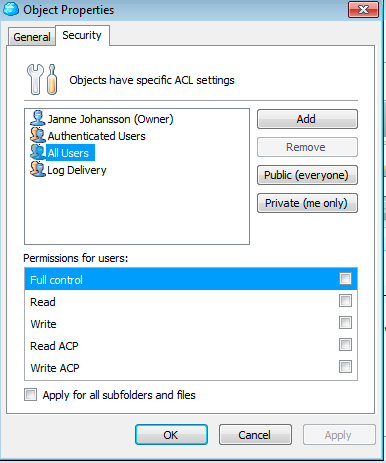 Object Properties
General
Security
Objects have specific ACL settings
Janne Johansson (Owner)
Authenticated Users
All Users
Log Delivery
Add
Remove
Public (everyone)
Private (me only)
Permissions for users:
Full control
Read
Write
Read ACP
Write ACP
Apply for all subfolders and files
OK
Cancel
Apply